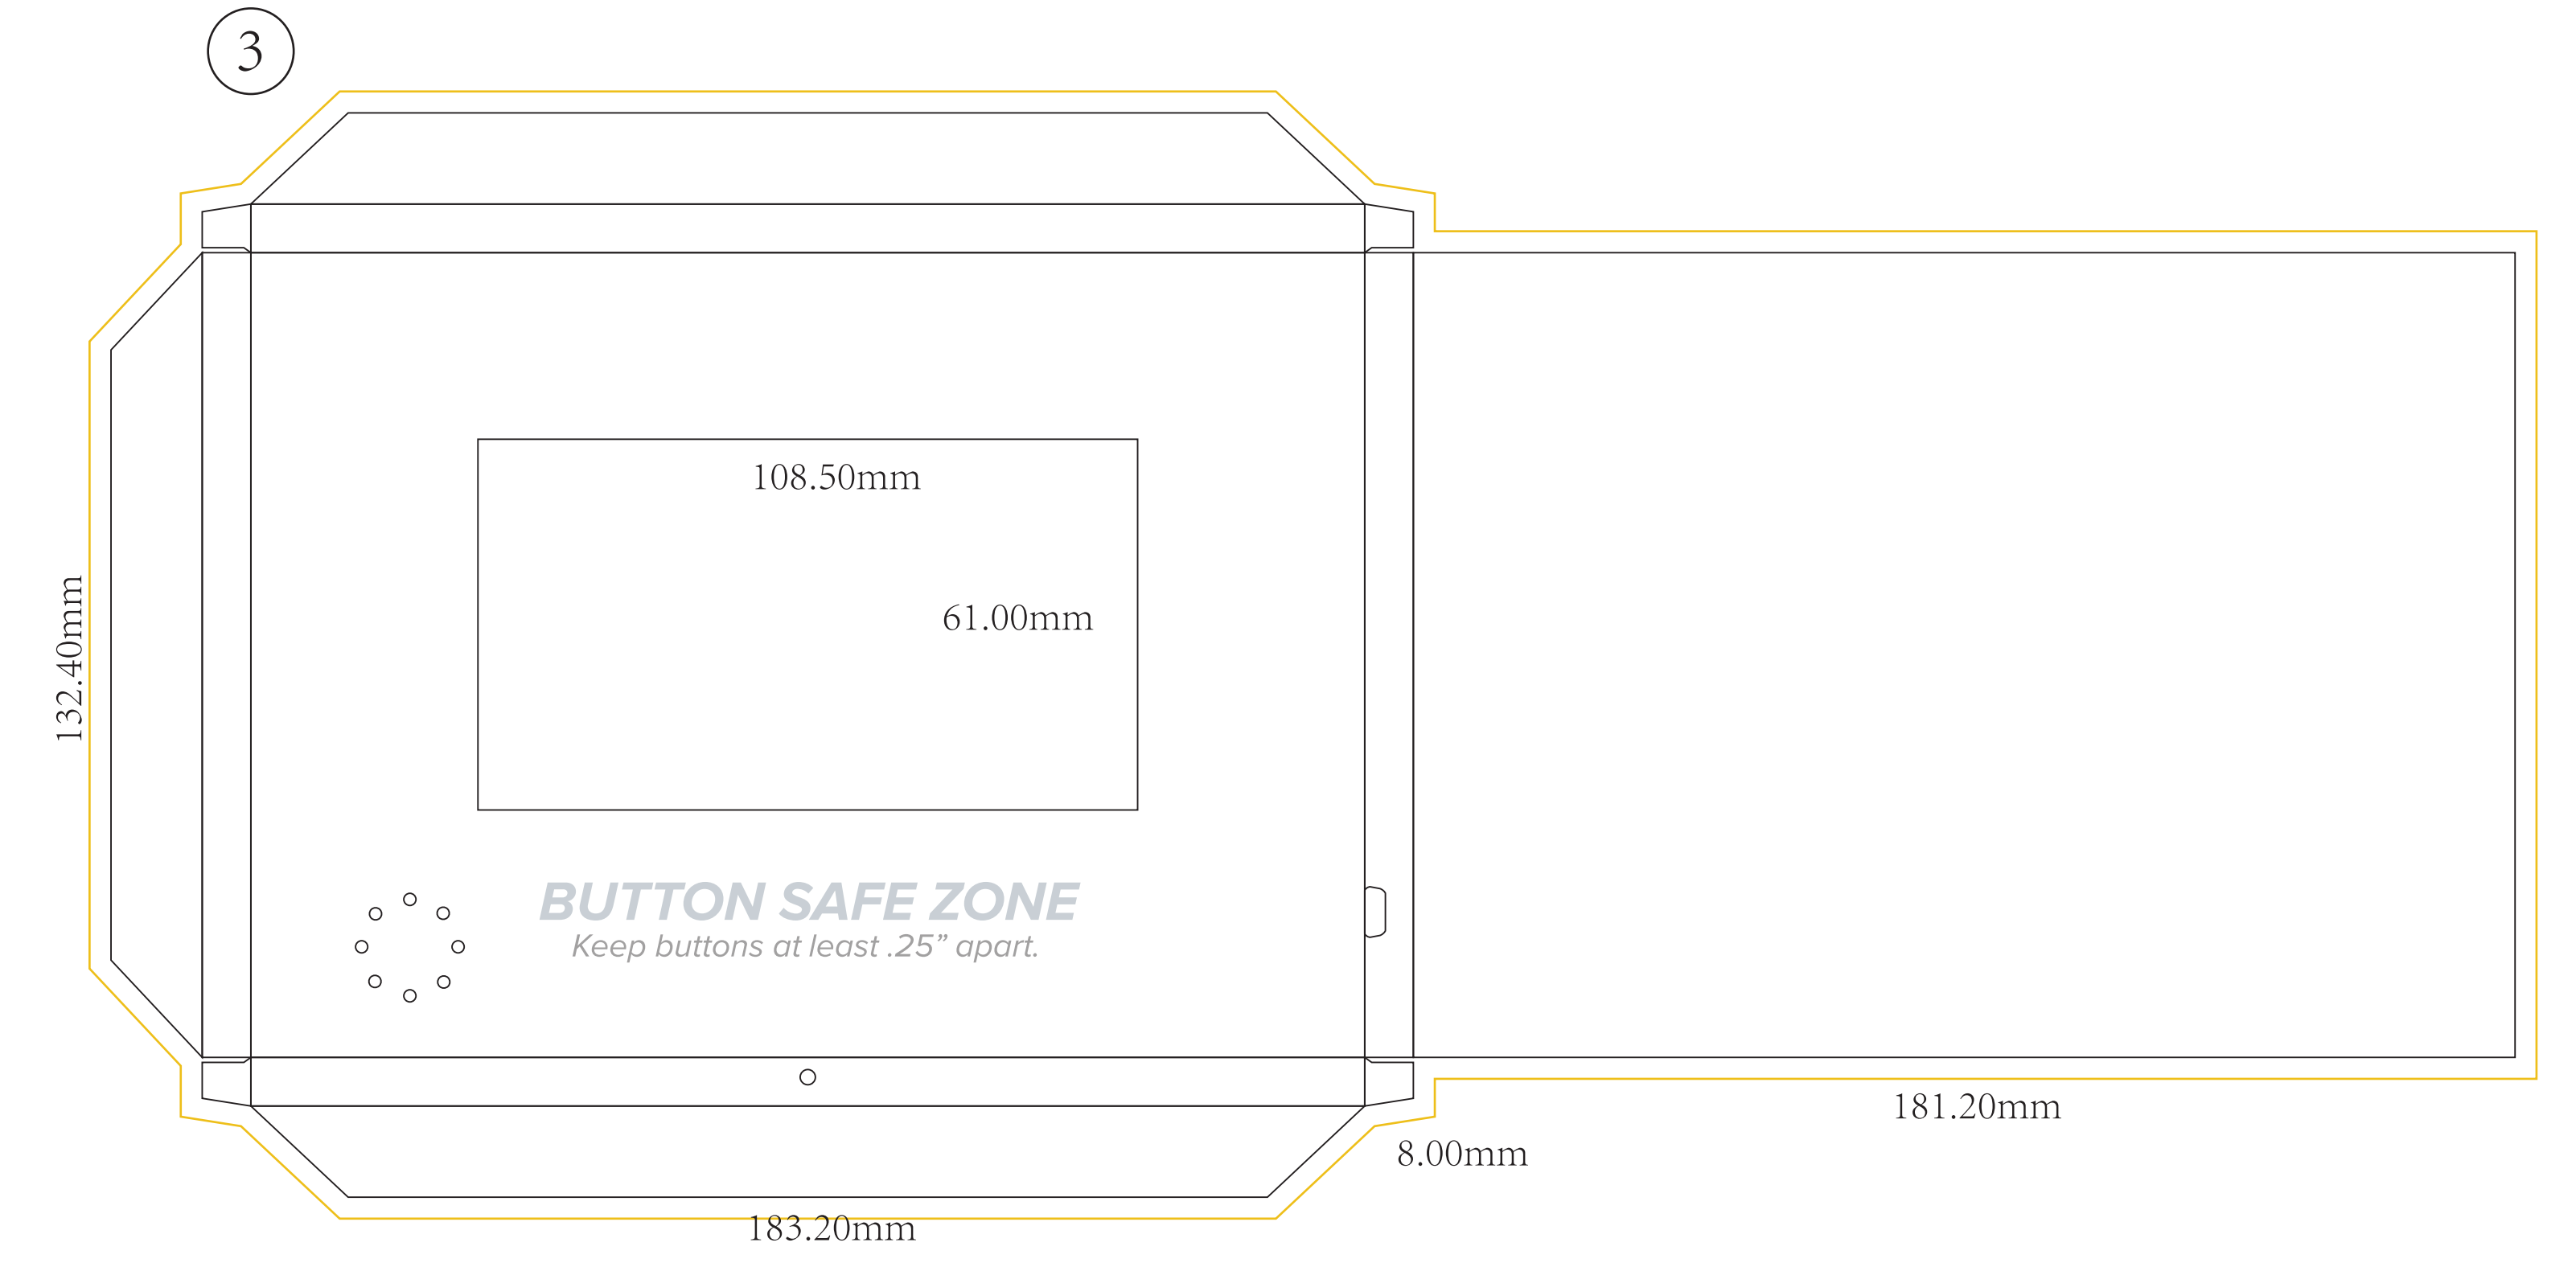 3
108.50mm
61.00mm
132.40mm
BUTTON SAFE ZONE
Keep buttons at least .25” apart.
181.20mm
8.00mm
183.20mm